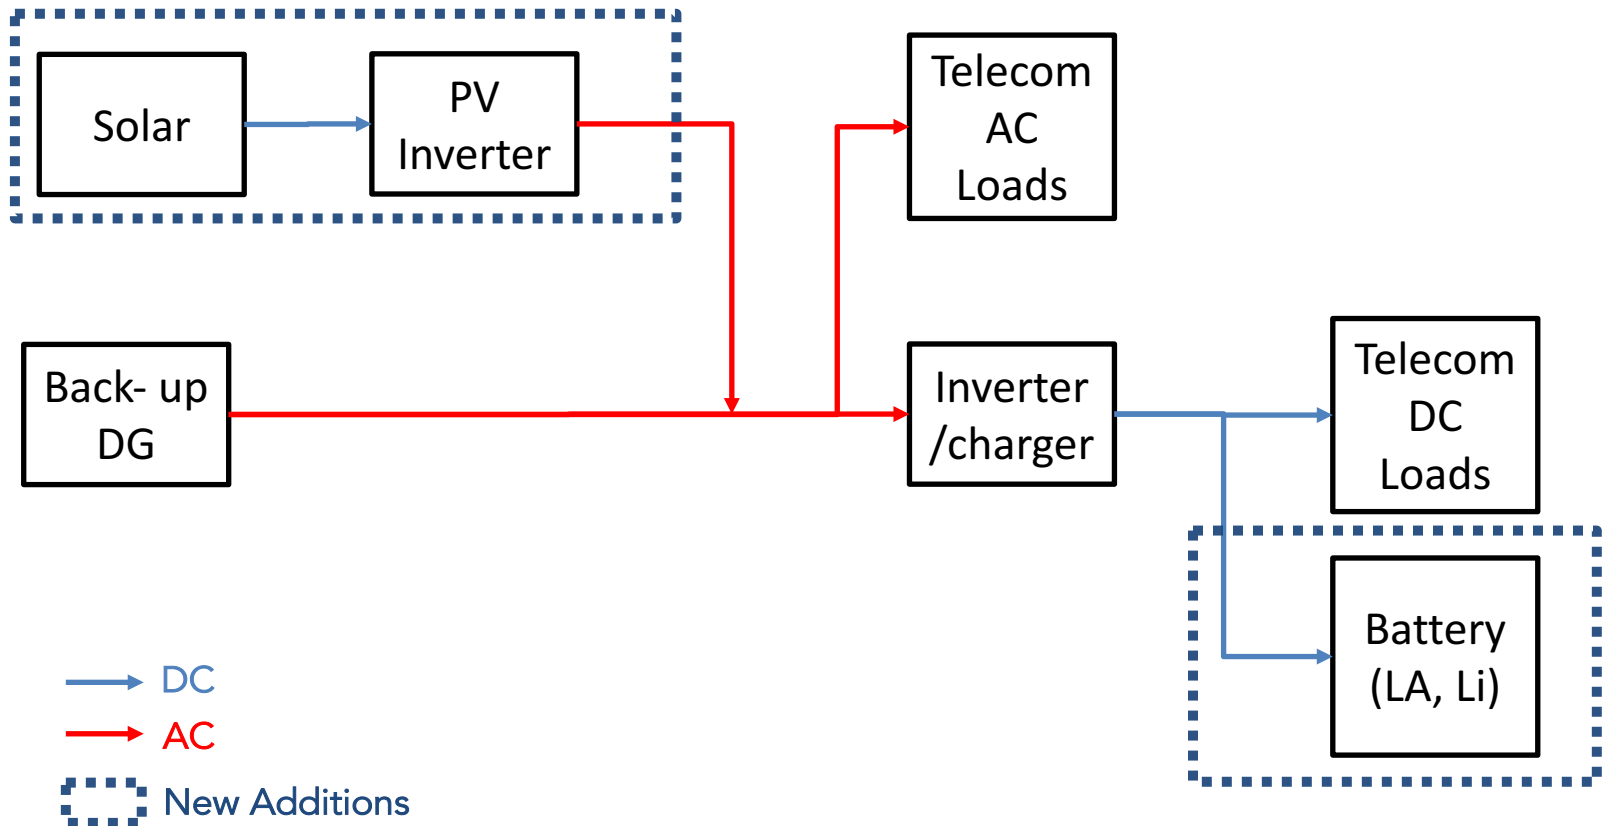 Solar
PV
Inverter
Telecom
AC
Loads
Back- up
DG
Inverter
/charger
Telecom
DC
Loads
Battery
(LA, Li)
DC
AC
New Additions